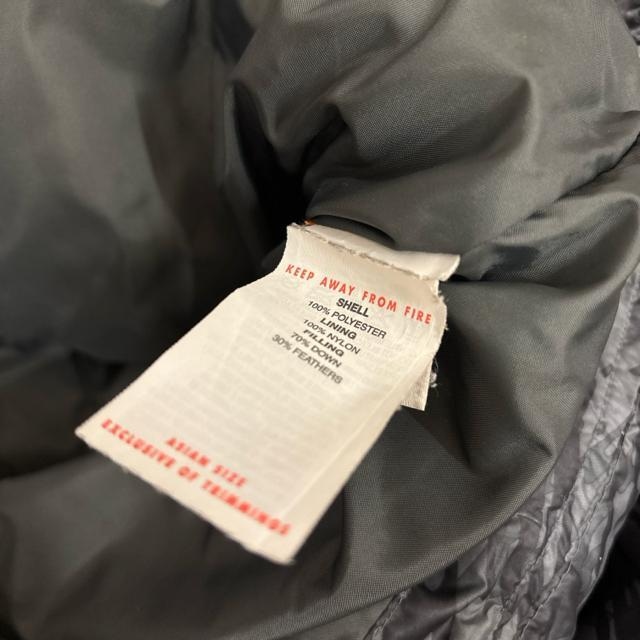 KEEP AWAY FROM FIRE
SHELL
100% POLYESTER
LINING
100% NYLON
FILLING
70% DOWN
30% FEATHERS
ASIAN SIZE
EXCLUSIVE OF TRIMMINGS